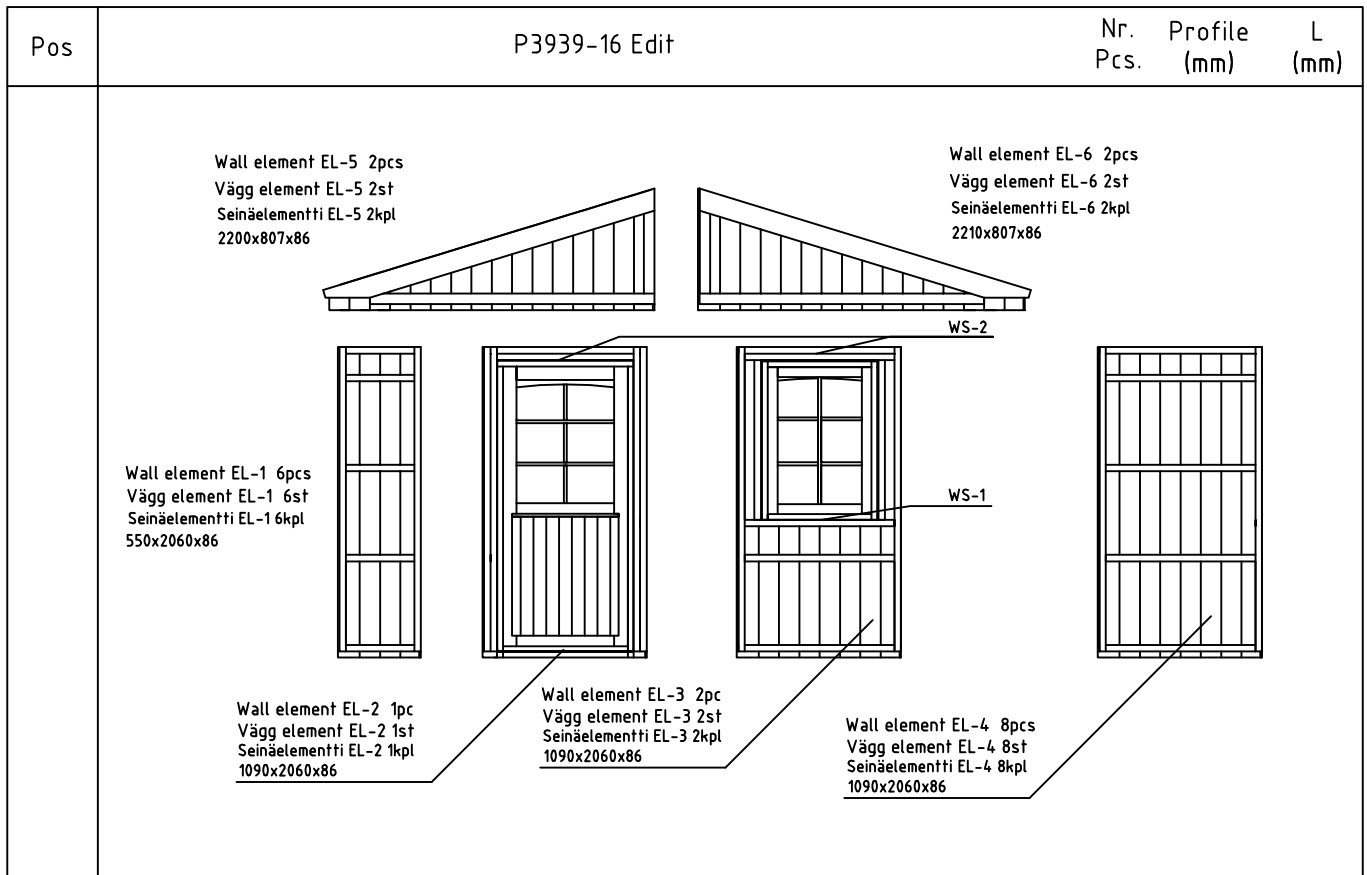 Pos
P3939-16 Edit
Nr. Profile L
Pcs. (mm) (mm)
Wall element EL-5 2pcs
Vägg element EL-5 2st
Seinäelementti EL-5 2kpl
2200x807x86
Wall element EL-6 2pcs
Vägg element EL-6 2st
Seinäelementti EL-6 2kpl
2210x807x86
WS-2
Wall element EL-1 6pcs
Vägg element EL-1 6st
Seinäelementti EL-1 6kpl
550x2060x86
WS-1
Wall element EL-2 1pc
Vägg element EL-2 1st
Seinäelementti EL-2 1kpl
1090x2060x86
Wall element EL-3 2pc
Vägg element EL-3 2st
Seinäelementti EL-3 2kpl
1090x2060x86
Wall element EL-4 8pcs
Vägg element EL-4 8st
Seinäelementti EL-4 8kpl
1090x2060x86